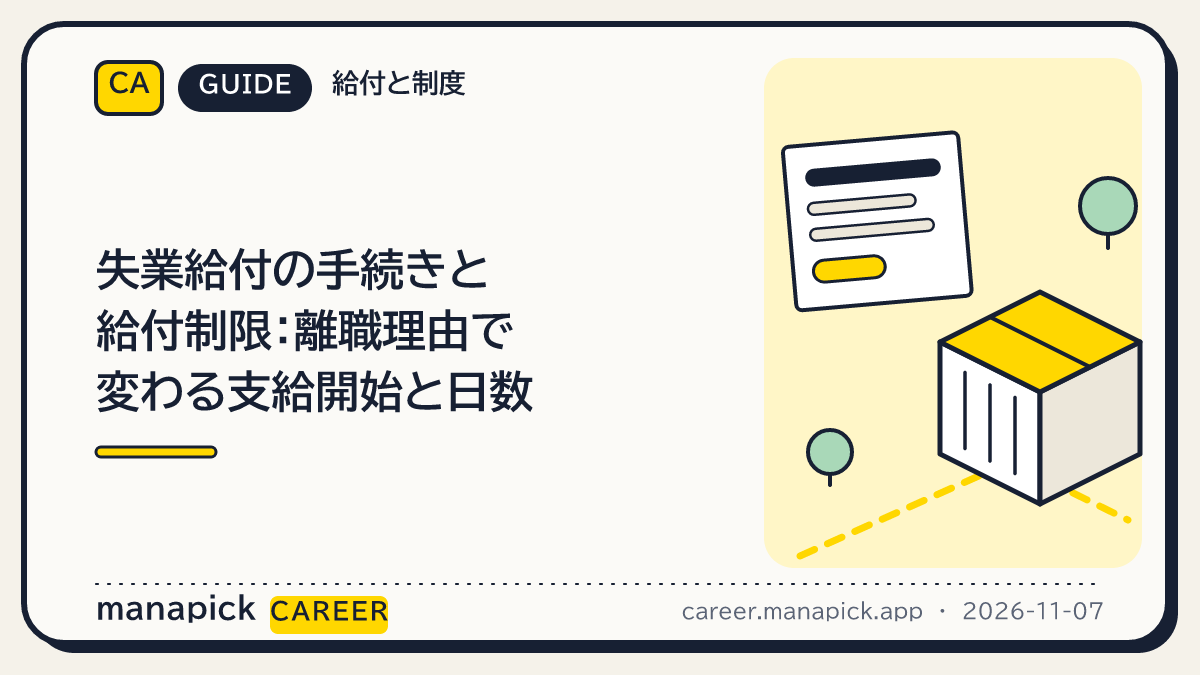 CA GUIDE 給付と制度
失業給付の手続きと
給付制限：離職理由で
変わる支給開始と日数
manapick CAREER
career.manapick.app ・ 2026-11-07